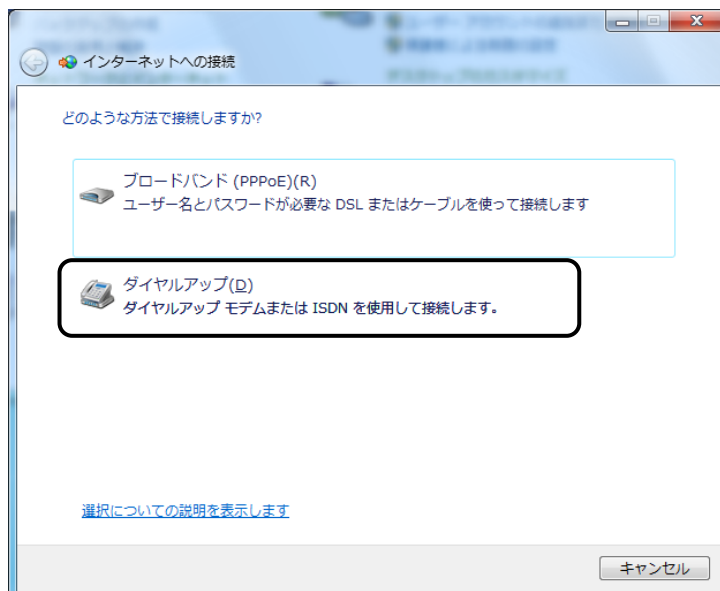 インターネットへの接続
どのような方法で接続しますか?
ブロードバンド (PPPoE)(R)
ユーザー名とパスワードが必要な DSL またはケーブルを使って接続します
ダイヤルアップ(D)
ダイヤルアップ モデムまたは ISDN を使用して接続します。
選択についての説明を表示します
キャンセル